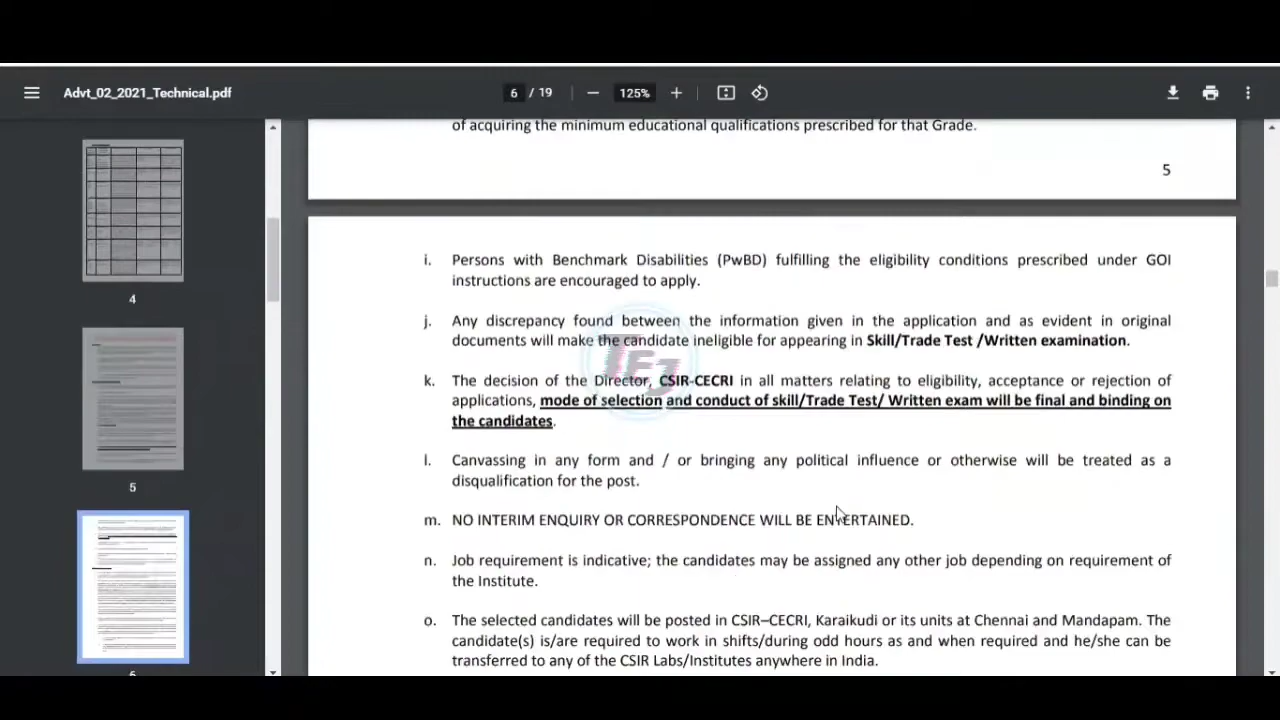 Advt_02_2021_Technical.pdf
6 / 19
125%
of acquiring the minimum educational qualifications prescribed for that Grade.
5
i. Persons with Benchmark Disabilities (PwBD) fulfilling the eligibility conditions prescribed under GOI
instructions are encouraged to apply.
j. Any discrepancy found between the information given in the application and as evident in original
documents will make the candidate ineligible for appearing in Skill/Trade Test /Written examination.
k. The decision of the Director, CSIR-CECRI in all matters relating to eligibility, acceptance or rejection of
applications, mode of selection and conduct of skill/Trade Test/ Written exam will be final and binding on
the candidates.
l. Canvassing in any form and / or bringing any political influence or otherwise will be treated as a
disqualification for the post.
m. NO INTERIM ENQUIRY OR CORRESPONDENCE WILL BE ENTERTAINED.
n. Job requirement is indicative; the candidates may be assigned any other job depending on requirement of
the Institute.
o. The selected candidates will be posted in CSIR–CECRI, Karaikudi or its units at Chennai and Mandapam. The
candidate(s) is/are required to work in shifts/during odd hours as and when required and he/she can be
transferred to any of the CSIR Labs/Institutes anywhere in India.
4
5
6
TEJ